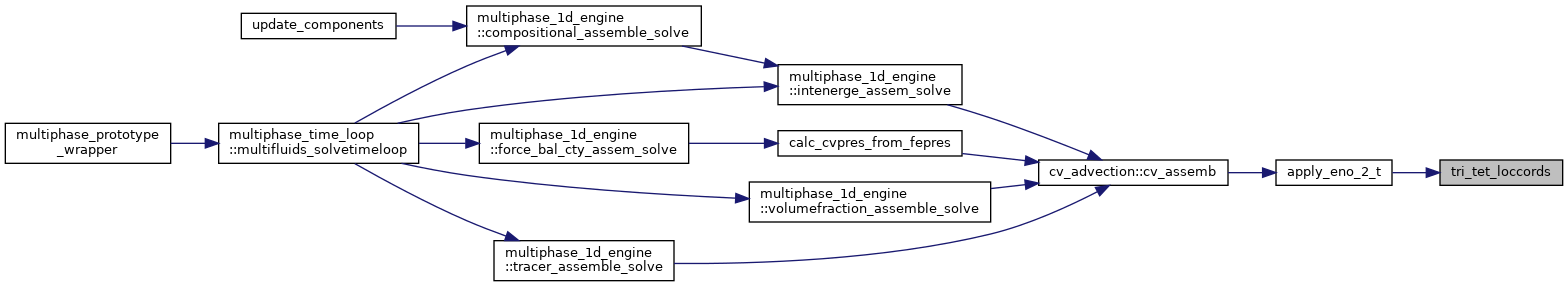 update_components
multiphase_1d_engine
::compositional_assemble_solve
multiphase_1d_engine
::intenerge_assem_solve
multiphase_prototype
_wrapper
multiphase_time_loop
::multifluids_solvetimeloop
multiphase_1d_engine
::force_bal_cty_assem_solve
calc_cvpres_from_fepres
cv_advection::cv_assemb
apply_eno_2_t
tri_tet_loccords
multiphase_1d_engine
::volumefraction_assemble_solve
multiphase_1d_engine
::tracer_assemble_solve